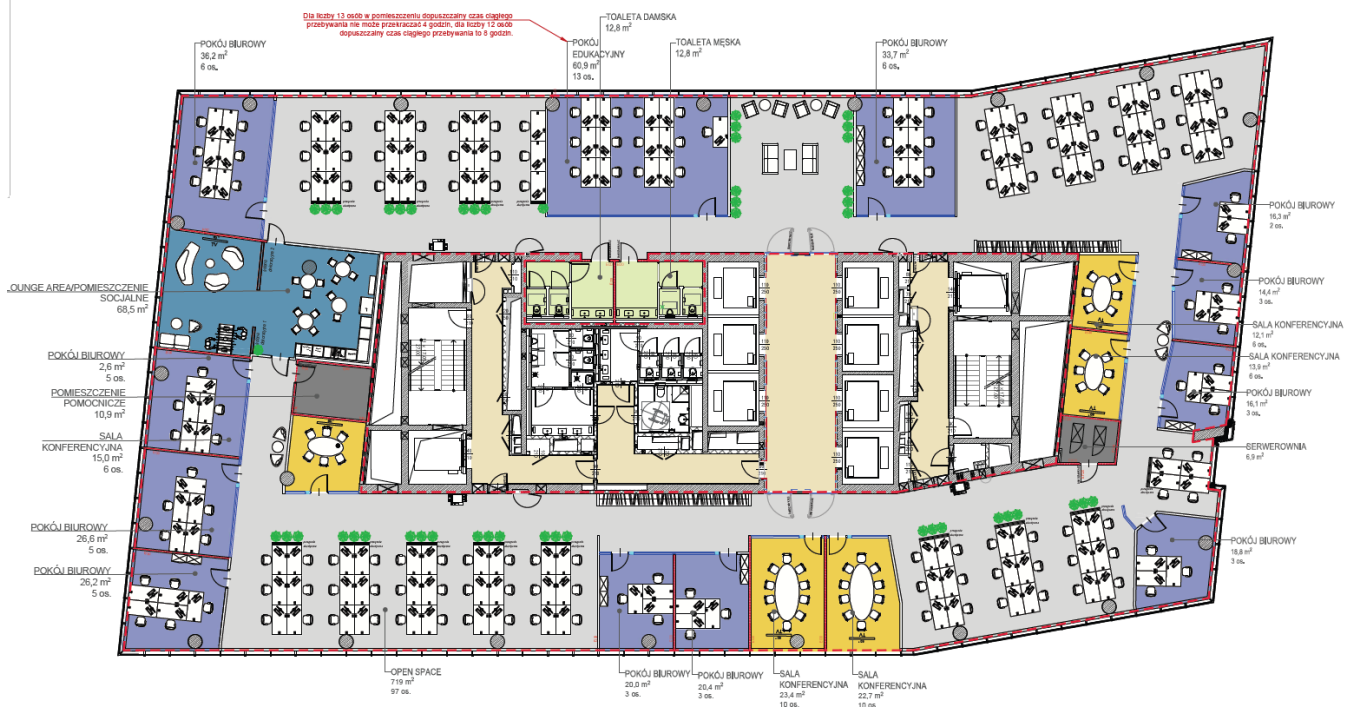 Dla liczby 13 osób w pomieszczeniu dopuszczalny czas ciągłego
przebywania nie może przekraczać 4 godzin, dla liczby 12 osób
dopuszczalny czas ciągłego przebywania to 8 godzin.
TOALETA DAMSKA
12,8 m²
POKÓJ BIUROWY
36,2 m²
6 os.
POKÓJ
EDUKACYJNY
60,9 m²
13 os.
TOALETA MĘSKA
12,8 m²
POKÓJ BIUROWY
33,7 m²
6 os.
POKÓJ BIUROWY
16,3 m²
2 os.
OUNGE AREA/POMIESZCZENIE
SOCJALNE
68,5 m²
POKÓJ BIUROWY
14,4 m²
3 os.
SALA KONFERENCYJNA
12,1 m²
6 os.
SALA KONFERENCYJNA
13,9 m²
6 os.
POKÓJ BIUROWY
16,1 m²
3 os.
POKÓJ BIUROWY
2,6 m²
5 os.
POMIESZCZENIE
POMOCNICZE
10,9 m²
SALA
KONFERENCYJNA
15,0 m²
6 os.
SERWEROWNIA
6,9 m²
POKÓJ BIUROWY
26,6 m²
5 os.
POKÓJ BIUROWY
18,8 m²
3 os.
POKÓJ BIUROWY
26,2 m²
5 os.
OPEN SPACE
719 m²
97 os.
POKÓJ BIUROWY
20,0 m²
3 os.
POKÓJ BIUROWY
20,4 m²
3 os.
SALA
KONFERENCYJNA
23,4 m²
10 os.
SALA
KONFERENCYJNA
22,7 m²
10 os.